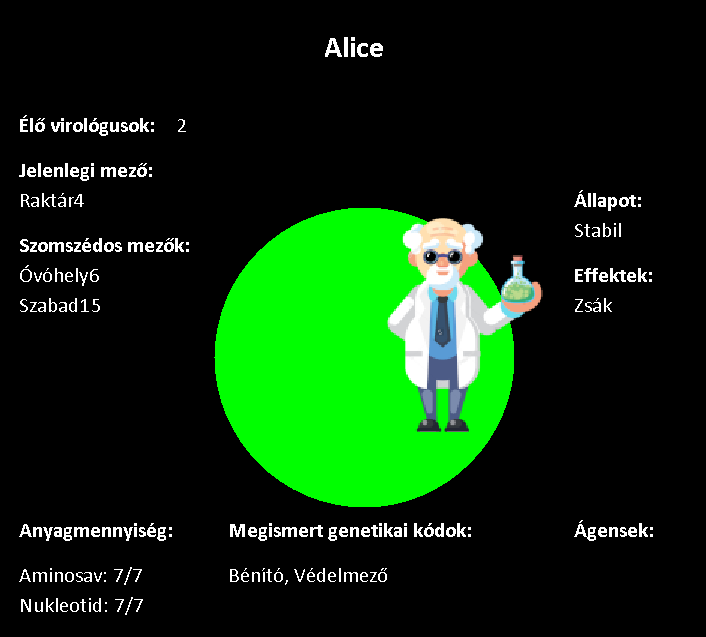 Alice
Élő virológusok: 2
Jelenlegi mező:
Raktár4
Szomszédos mezők:
Óvóhely6
Szabad15
Állapot:
Stabil
Effektek:
Zsák
Anyagmennyiség:
Aminosav: 7/7
Nukleotid: 7/7
Megismert genetikai kódok:
Bénító, Védelmező
Ágensek: